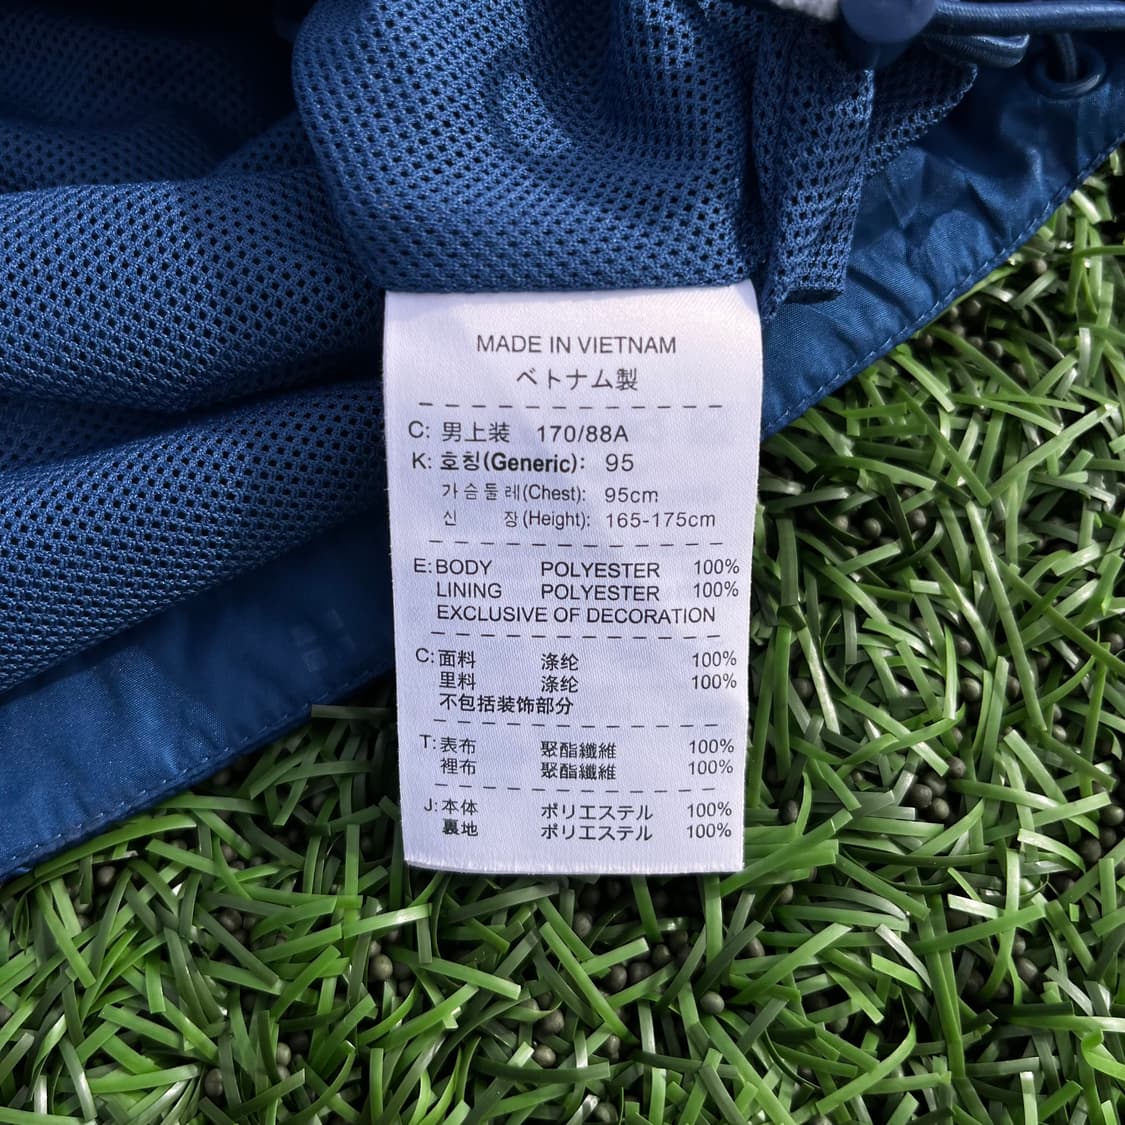 MADE IN VIETNAM
ベトナム製
C: 男上装 170/88A
K: 호칭(Generic): 95
가슴둘레(Chest): 95cm
신 장(Height): 165-175cm
E: BODY POLYESTER 100%
LINING POLYESTER 100%
EXCLUSIVE OF DECORATION
C: 面料 涤纶 100%
里料 涤纶 100%
不包括装饰部分
T: 表布 聚酯纖維 100%
裡布 聚酯纖維 100%
J: 本体 ポリエステル 100%
裏地 ポリエステル 100%